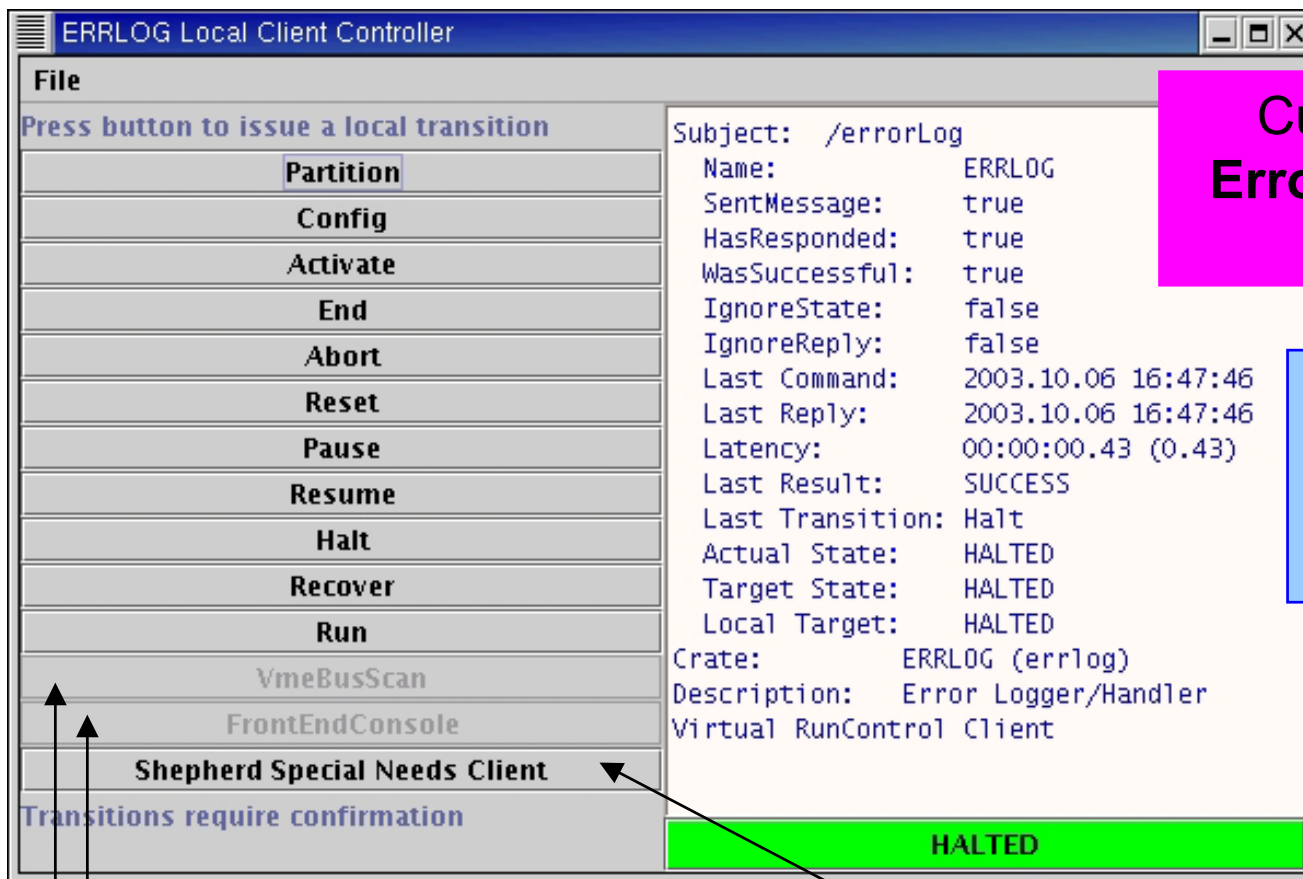 ERRLOG Local Client Controller
File
Press button to issue a local transition
Partition
Config
Activate
End
Abort
Reset
Pause
Resume
Halt
Recover
Run
VmeBusScan
FrontEndConsole
Shepherd Special Needs Client
Transitions require confirmation
Subject: /errorLog
Name: ERRLOG
SentMessage: true
HasResponded: true
WasSuccessful: true
IgnoreState: false
IgnoreReply: false
Last Command: 2003.10.06 16:47:46
Last Reply: 2003.10.06 16:47:46
Latency: 00:00:00.43 (0.43)
Last Result: SUCCESS
Last Transition: Halt
Actual State: HALTED
Target State: HALTED
Local Target: HALTED
Crate: ERRLOG (errlog)
Description: Error Logger/Handler
Virtual RunControl Client
HALTED